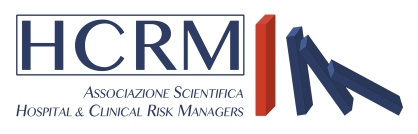 HCRM
Associazione Scientifica
Hospital & Clinical Risk Managers